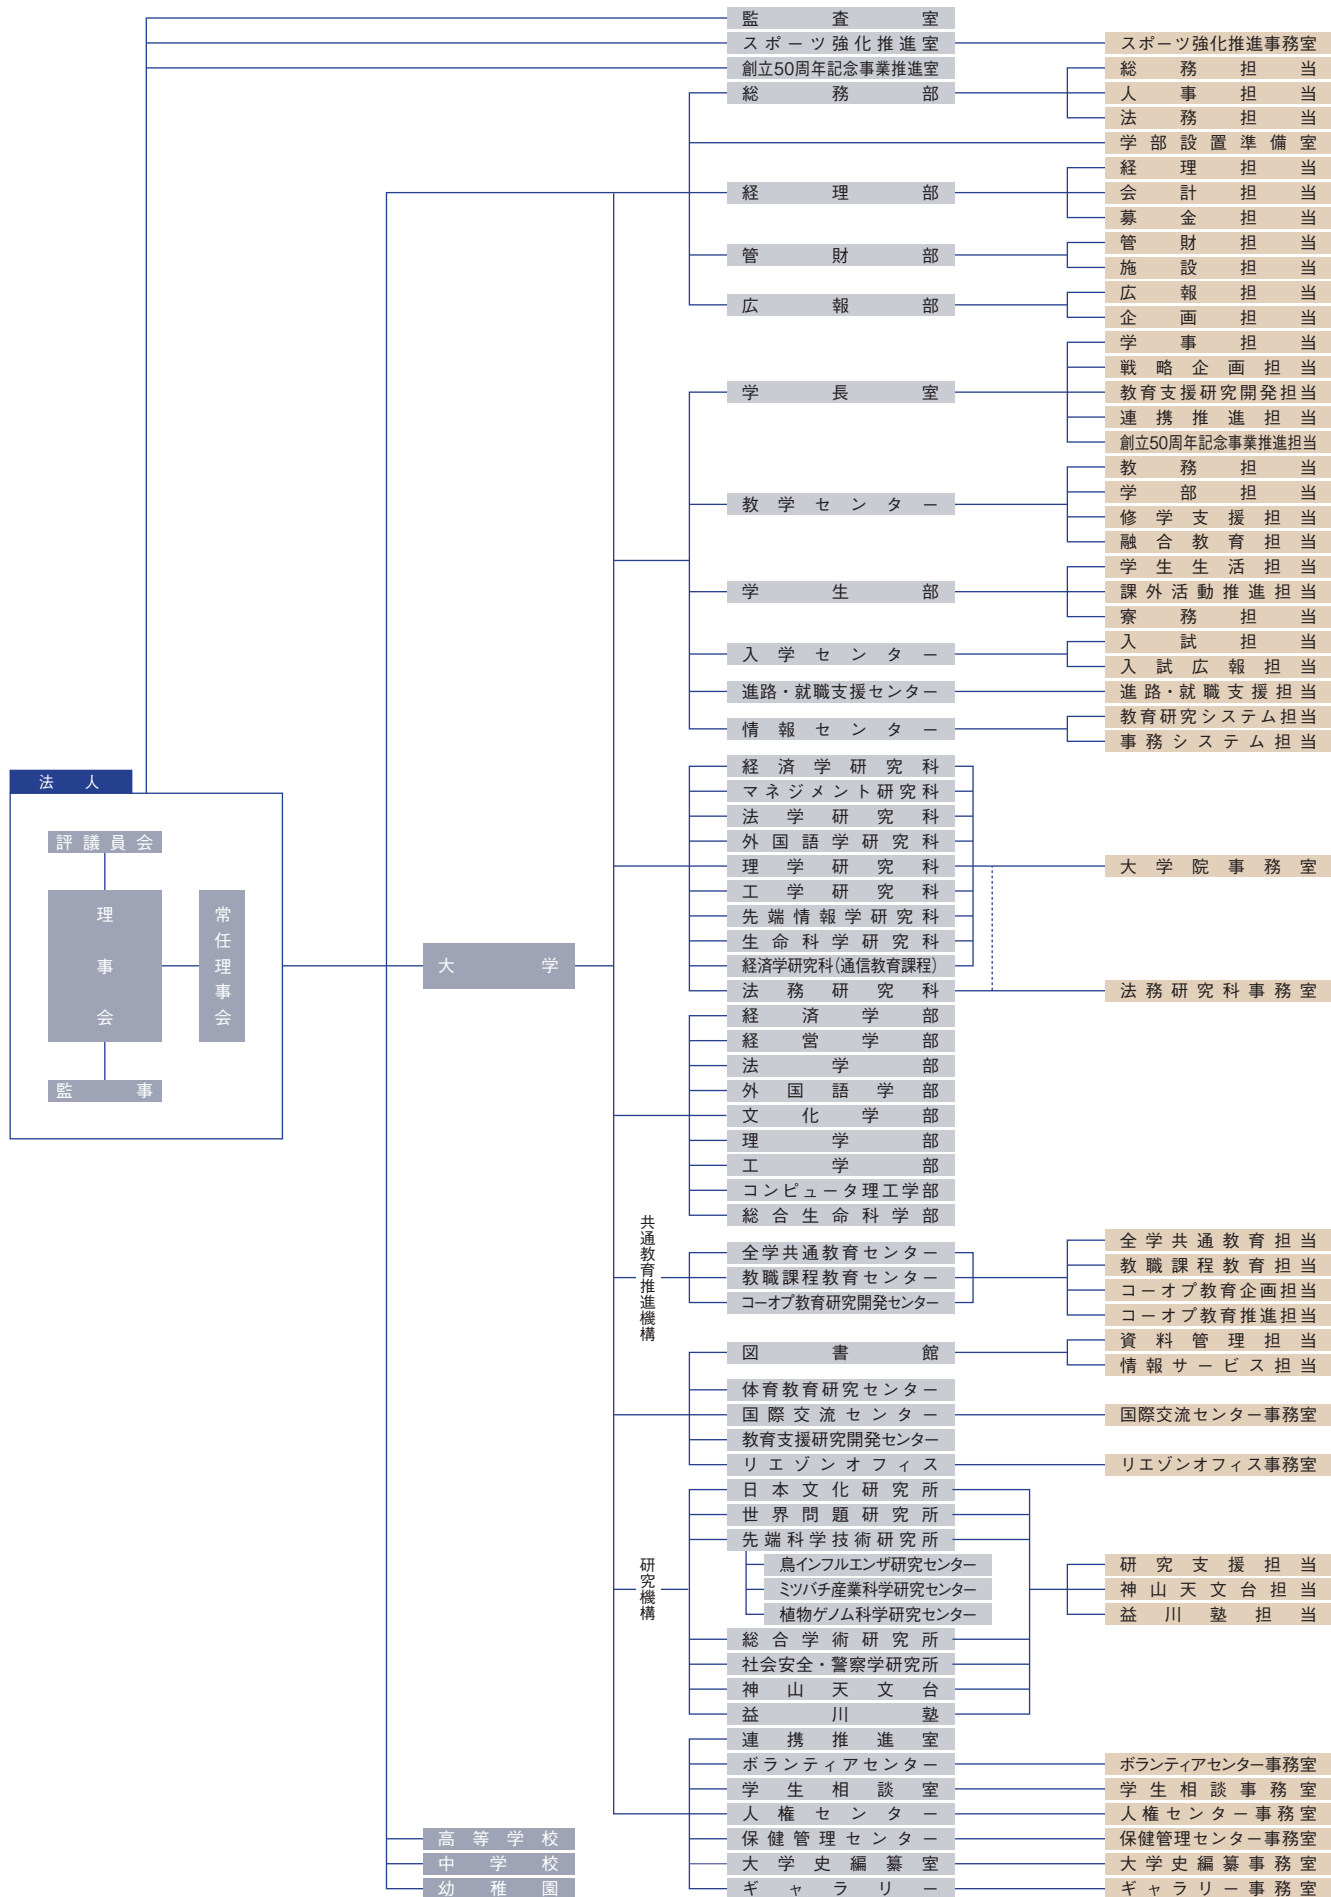 監査室
スポーツ強化推進室
スポーツ強化推進事務室
創立50周年記念事業推進室
総務部
総務担当
人事担当
法務担当
学部設置準備室
経理部
経理担当
会計担当
募金担当
管財部
管財担当
施設担当
広報部
広報担当
企画担当
学長室
学事担当
戦略企画担当
教育支援研究開発担当
連携推進担当
創立50周年記念事業推進担当
教学センター
教務担当
学部担当
修学支援担当
融合教育担当
学生部
学生生活担当
課外活動推進担当
寮務担当
入学センター
入試担当
入試広報担当
進路・就職支援センター
進路・就職支援担当
情報センター
教育研究システム担当
事務システム担当
法人
評議員会
理事会
常任理事会
監事
大学
経済学研究科
マネジメント研究科
法学研究科
外国語学研究科
理学研究科
工学研究科
先端情報学研究科
生命科学研究科
経済学研究科(通信教育課程)
大学院事務室
法務研究科
法務研究科事務室
経済学部
経営学部
法学部
外国語学部
文化学部
理学部
工学部
コンピュータ理工学部
総合生命科学部
共通教育推進機構
全学共通教育センター
教職課程教育センター
コーオプ教育研究開発センター
全学共通教育担当
教職課程教育担当
コーオプ教育企画担当
コーオプ教育推進担当
図書館
資料管理担当
情報サービス担当
体育教育研究センター
国際交流センター
国際交流センター事務室
教育支援研究開発センター
リエゾンオフィス
リエゾンオフィス事務室
研究機構
日本文化研究所
世界問題研究所
先端科学技術研究所
鳥インフルエンザ研究センター
ミツバチ産業科学研究センター
植物ゲノム科学研究センター
総合学術研究所
社会安全・警察学研究所
神山天文台
益川塾
研究支援担当
神山天文台担当
益川塾担当
連携推進室
ボランティアセンター
ボランティアセンター事務室
学生相談室
学生相談事務室
人権センター
人権センター事務室
保健管理センター
保健管理センター事務室
大学史編纂室
大学史編纂事務室
ギャラリー
ギャラリー事務室
高等学校
中学校
幼稚園